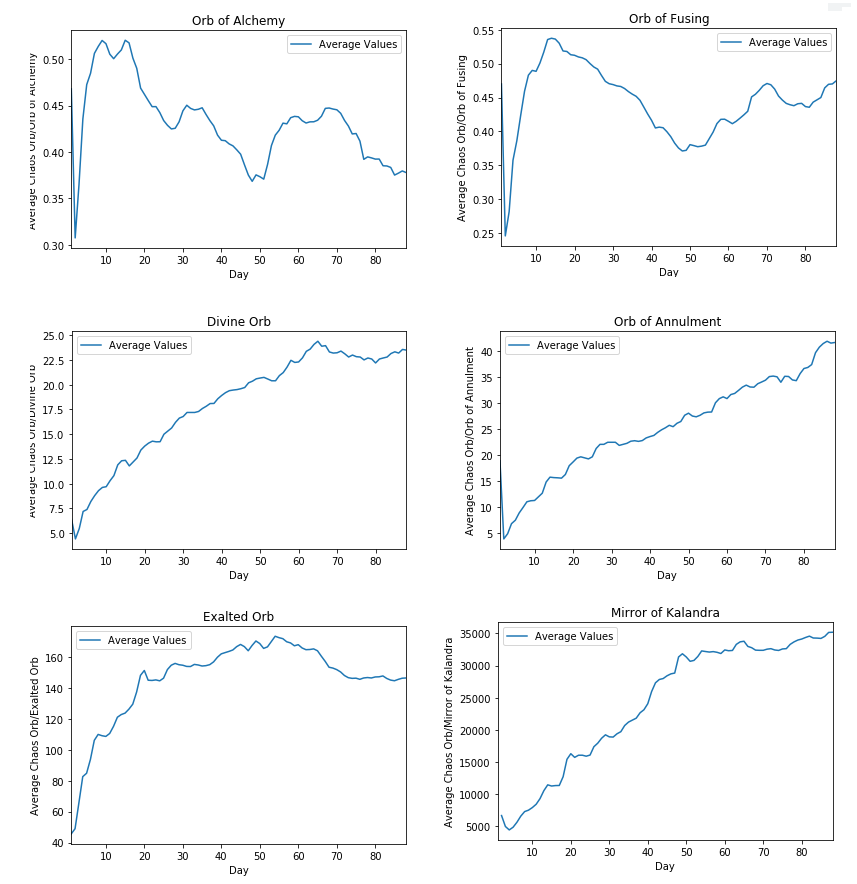 Orb of Alchemy
Average Values
Average Chaos Orb/Orb of Alchemy
0.50
0.45
0.40
0.35
0.30
10 20 30 40 50 60 70 80
Day
Orb of Fusing
Average Values
Average Chaos Orb/Orb of Fusing
0.55
0.50
0.45
0.40
0.35
0.30
0.25
10 20 30 40 50 60 70 80
Day
Divine Orb
Average Values
Average Chaos Orb/Divine Orb
25.0
22.5
20.0
17.5
15.0
12.5
10.0
7.5
5.0
10 20 30 40 50 60 70 80
Day
Orb of Annulment
Average Values
Average Chaos Orb/Orb of Annulment
40
35
30
25
20
15
10
5
10 20 30 40 50 60 70 80
Day
Exalted Orb
Average Values
Average Chaos Orb/Exalted Orb
160
140
120
100
80
60
40
10 20 30 40 50 60 70 80
Day
Mirror of Kalandra
Average Values
Average Chaos Orb/Mirror of Kalandra
35000
30000
25000
20000
15000
10000
5000
10 20 30 40 50 60 70 80
Day